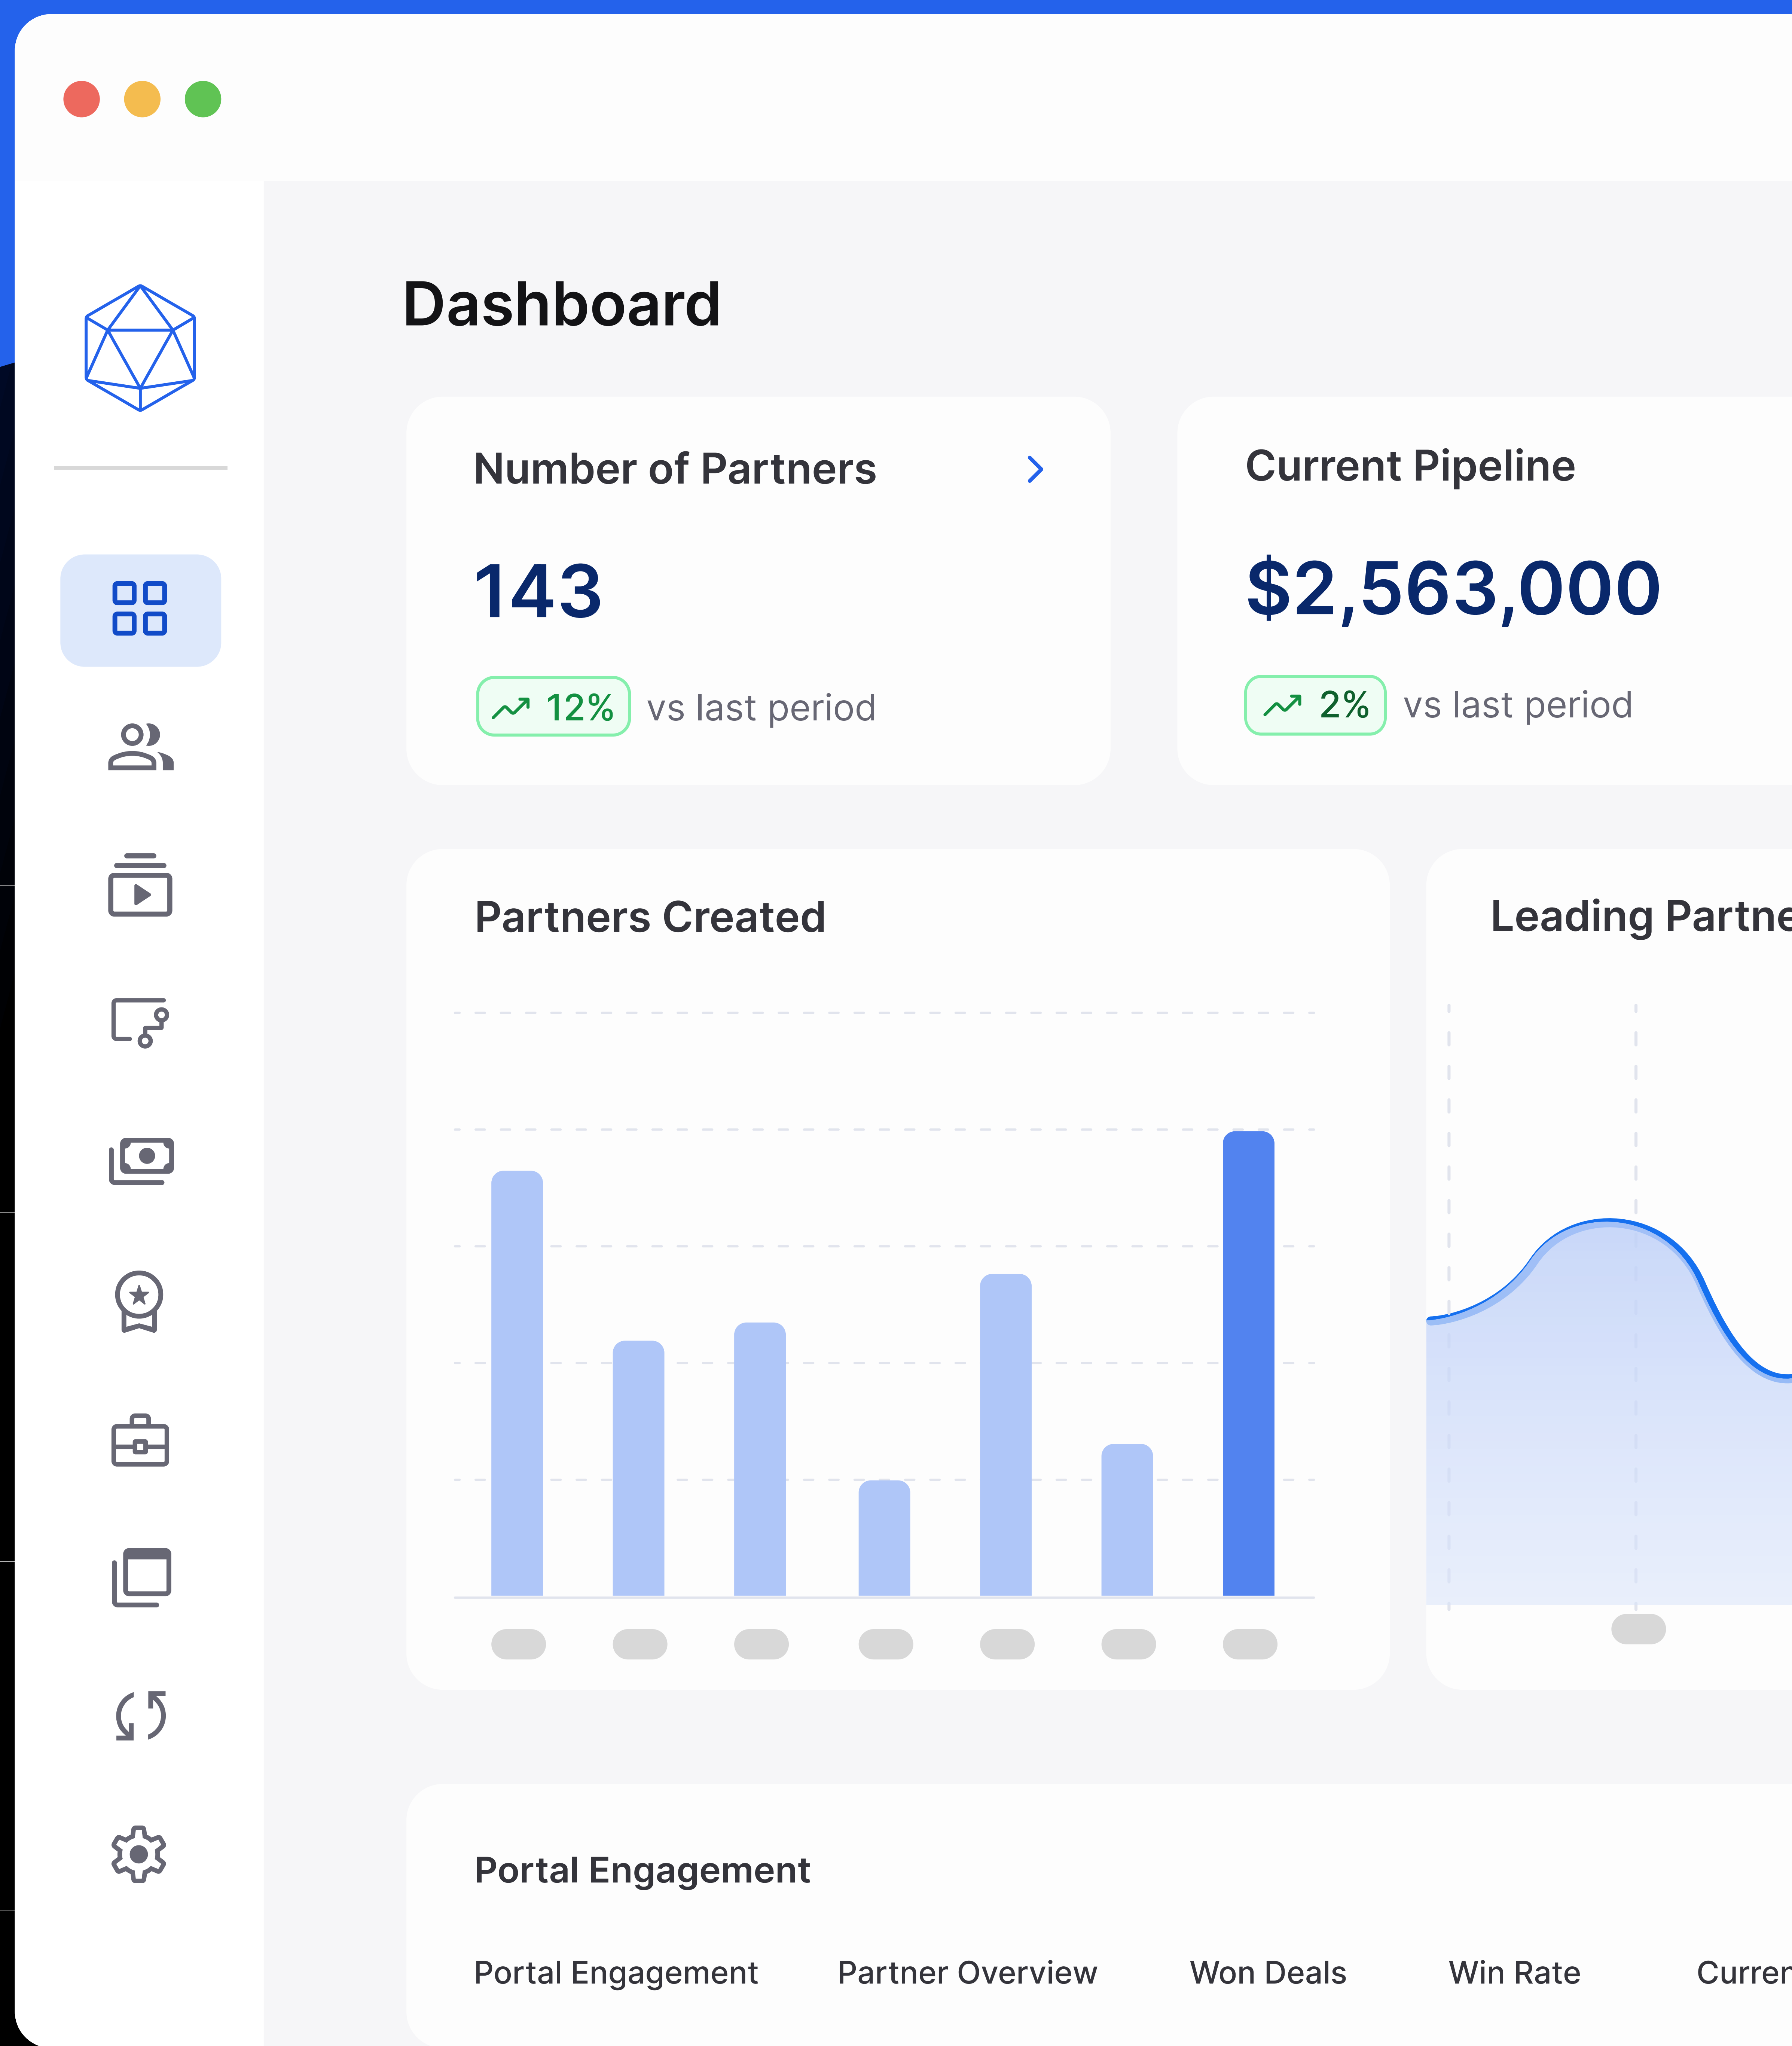 Dashboard
Number of Partners
143
12% vs last period
Current Pipeline
$2,563,000
2% vs last period
Partners Created
Leading Partne
Portal Engagement
Portal Engagement Partner Overview Won Deals Win Rate Curren